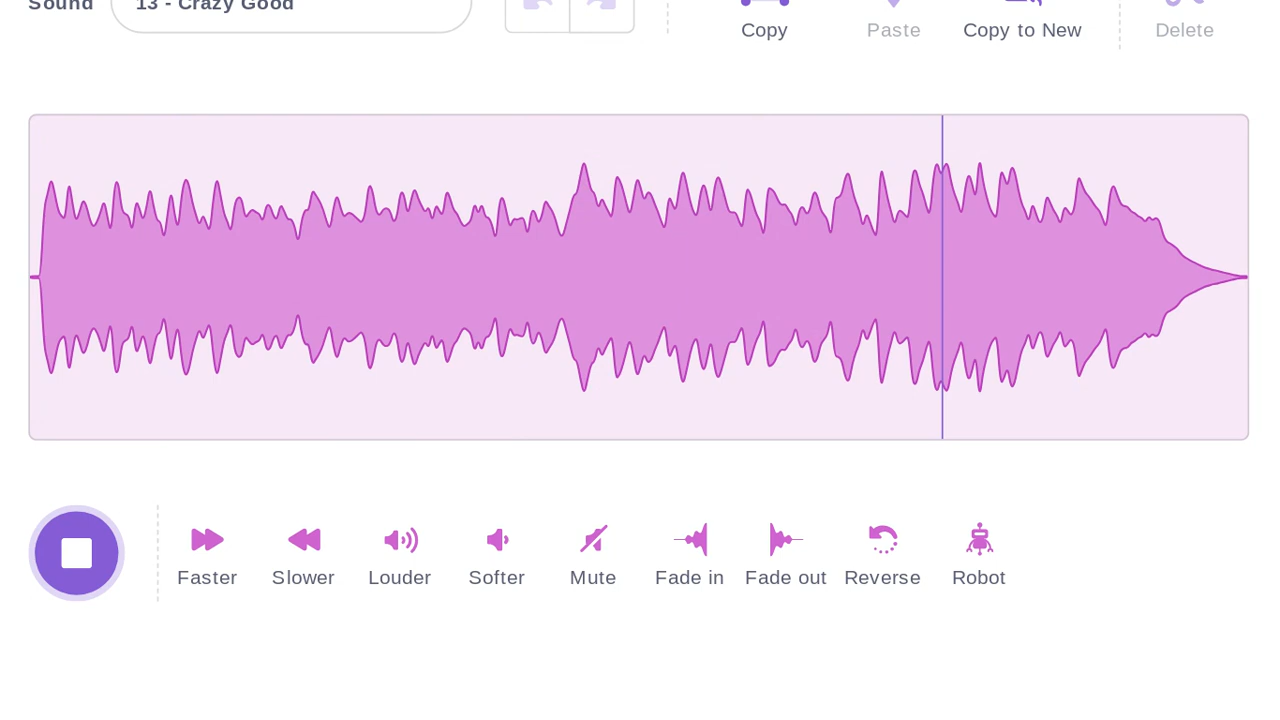 Sound 13 - Crazy Good
Copy Paste Copy to New Delete
Faster Slower Louder Softer Mute Fade in Fade out Reverse Robot